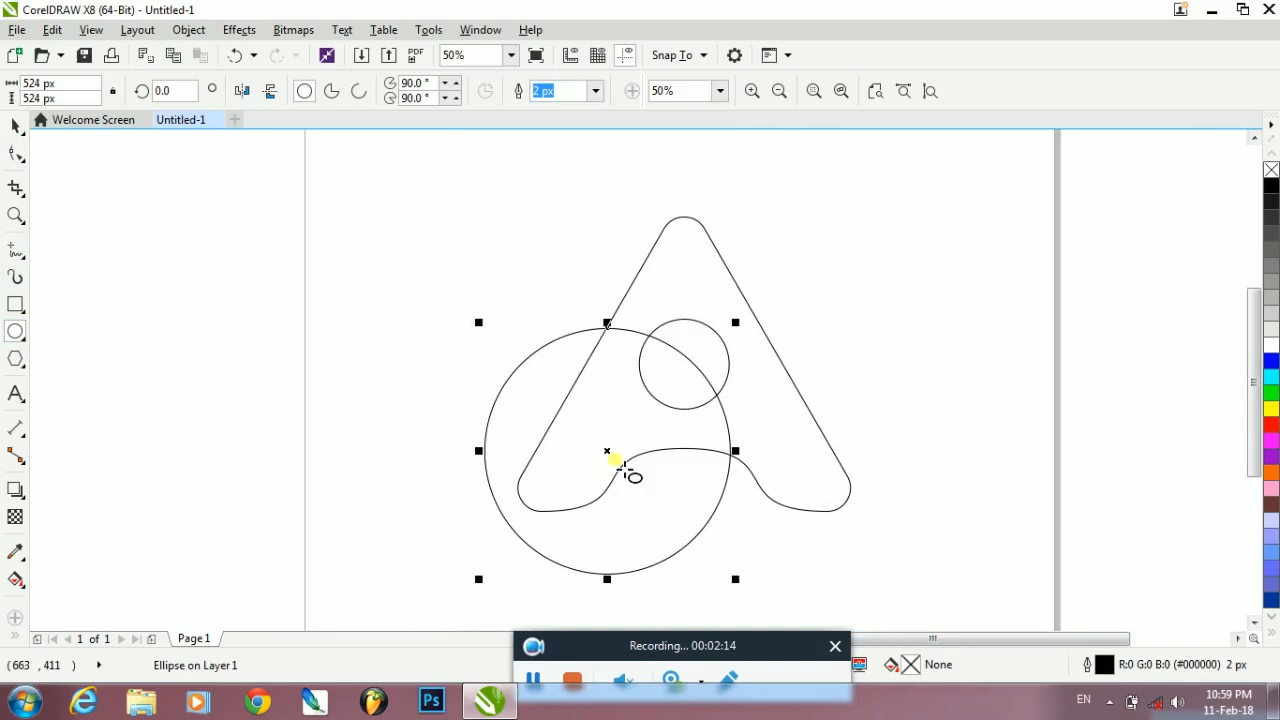 CorelDRAW X8 (64-Bit) - Untitled-1
File Edit View Layout Object Effects Bitmaps Text Table Tools Window Help
PDF 50% Snap To
524 px
524 px
0.0
90.0 °
90.0 °
2 px
50%
Welcome Screen Untitled-1
1 of 1 Page 1
Recording... 00:02:14
(663 , 411) Ellipse on Layer 1
None R:0 G:0 B:0 (#000000) 2 px
Ps
EN
10:59 PM
11-Feb-18